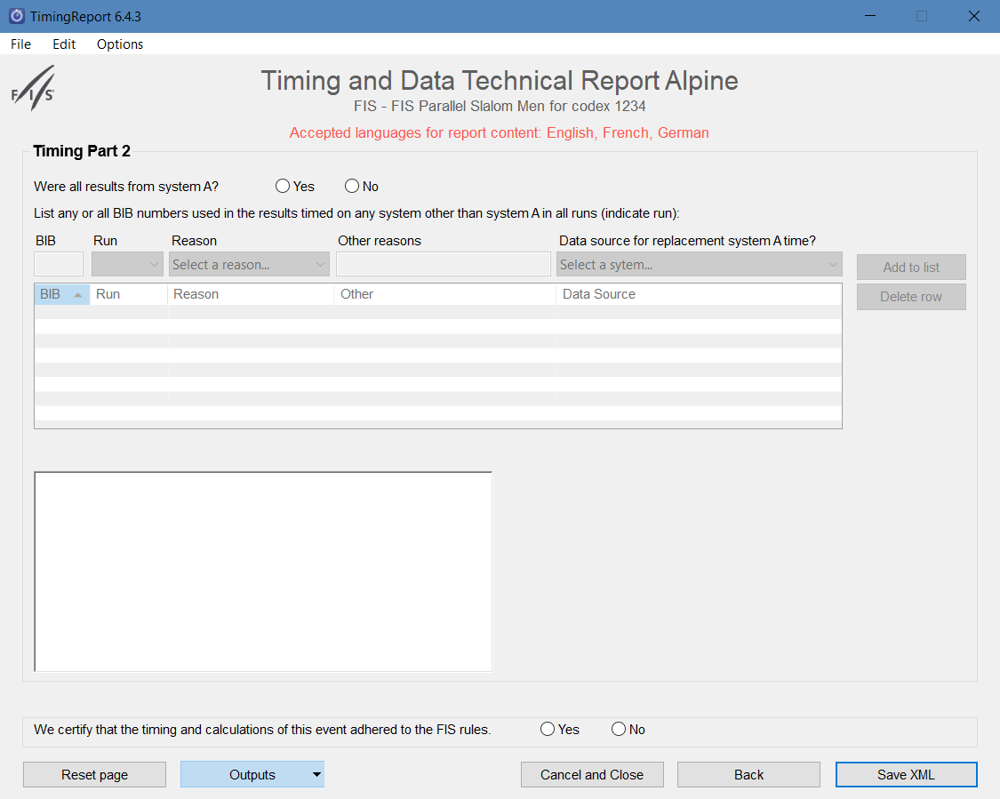 TimingReport 6.4.3
File Edit Options
FIS
Timing and Data Technical Report Alpine
FIS - FIS Parallel Slalom Men for codex 1234
Accepted languages for report content: English, French, German
Timing Part 2
Were all results from system A? Yes No
List any or all BIB numbers used in the results timed on any system other than system A in all runs (indicate run):
BIB Run Reason Other reasons Data source for replacement system A time?
Select a reason... Select a sytem... Add to list
BIB Run Reason Other Data Source Delete row
We certify that the timing and calculations of this event adhered to the FIS rules. Yes No
Reset page Outputs Cancel and Close Back Save XML